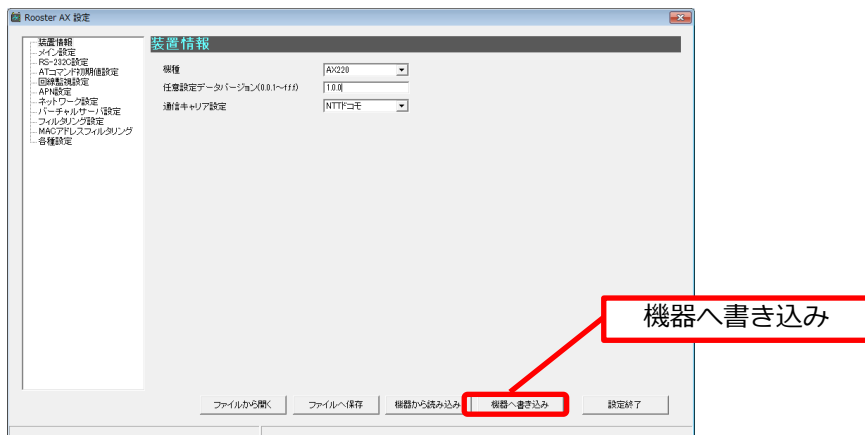 Rooster AX 設定
装置情報
メイン設定
RS-232C設定
ATコマンド初期値設定
回線監視設定
APN設定
ネットワーク設定
バーチャルサーバ設定
フィルタリング設定
MACアドレスフィルタリング
各種設定
装置情報
機種 AX220
任意設定データバージョン(0.0.1~f.f.f) 1.0.0
通信キャリア設定 NTTドコモ
機器へ書き込み
ファイルから開く ファイルへ保存 機器から読み込み 機器へ書き込み 設定終了